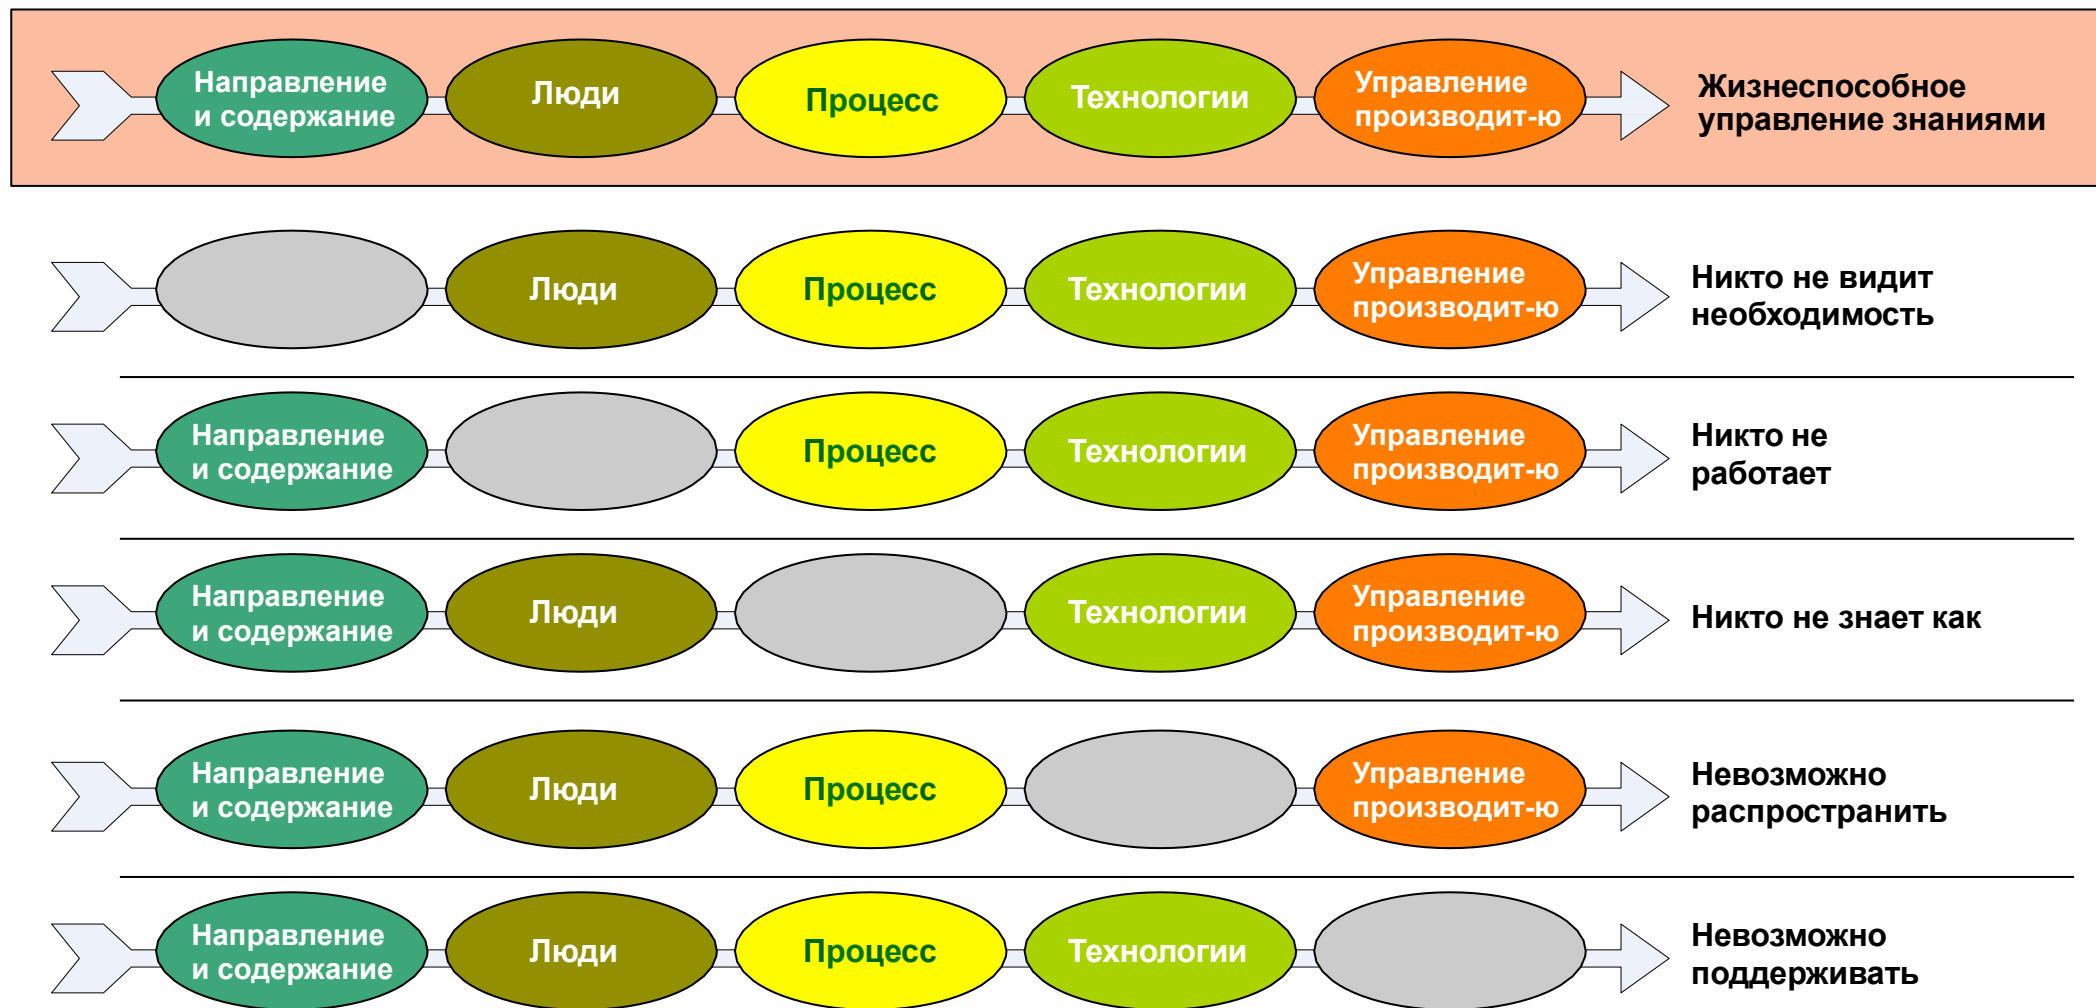 Направление
и содержание
Люди
Процесс
Технологии
Управление
производит-ю
Жизнеспособное
управление знаниями
Люди
Процесс
Технологии
Управление
производит-ю
Никто не видит
необходимость
Направление
и содержание
Процесс
Технологии
Управление
производит-ю
Никто не
работает
Направление
и содержание
Люди
Технологии
Управление
производит-ю
Никто не знает как
Направление
и содержание
Люди
Процесс
Управление
производит-ю
Невозможно
распространить
Направление
и содержание
Люди
Процесс
Технологии
Невозможно
поддерживать